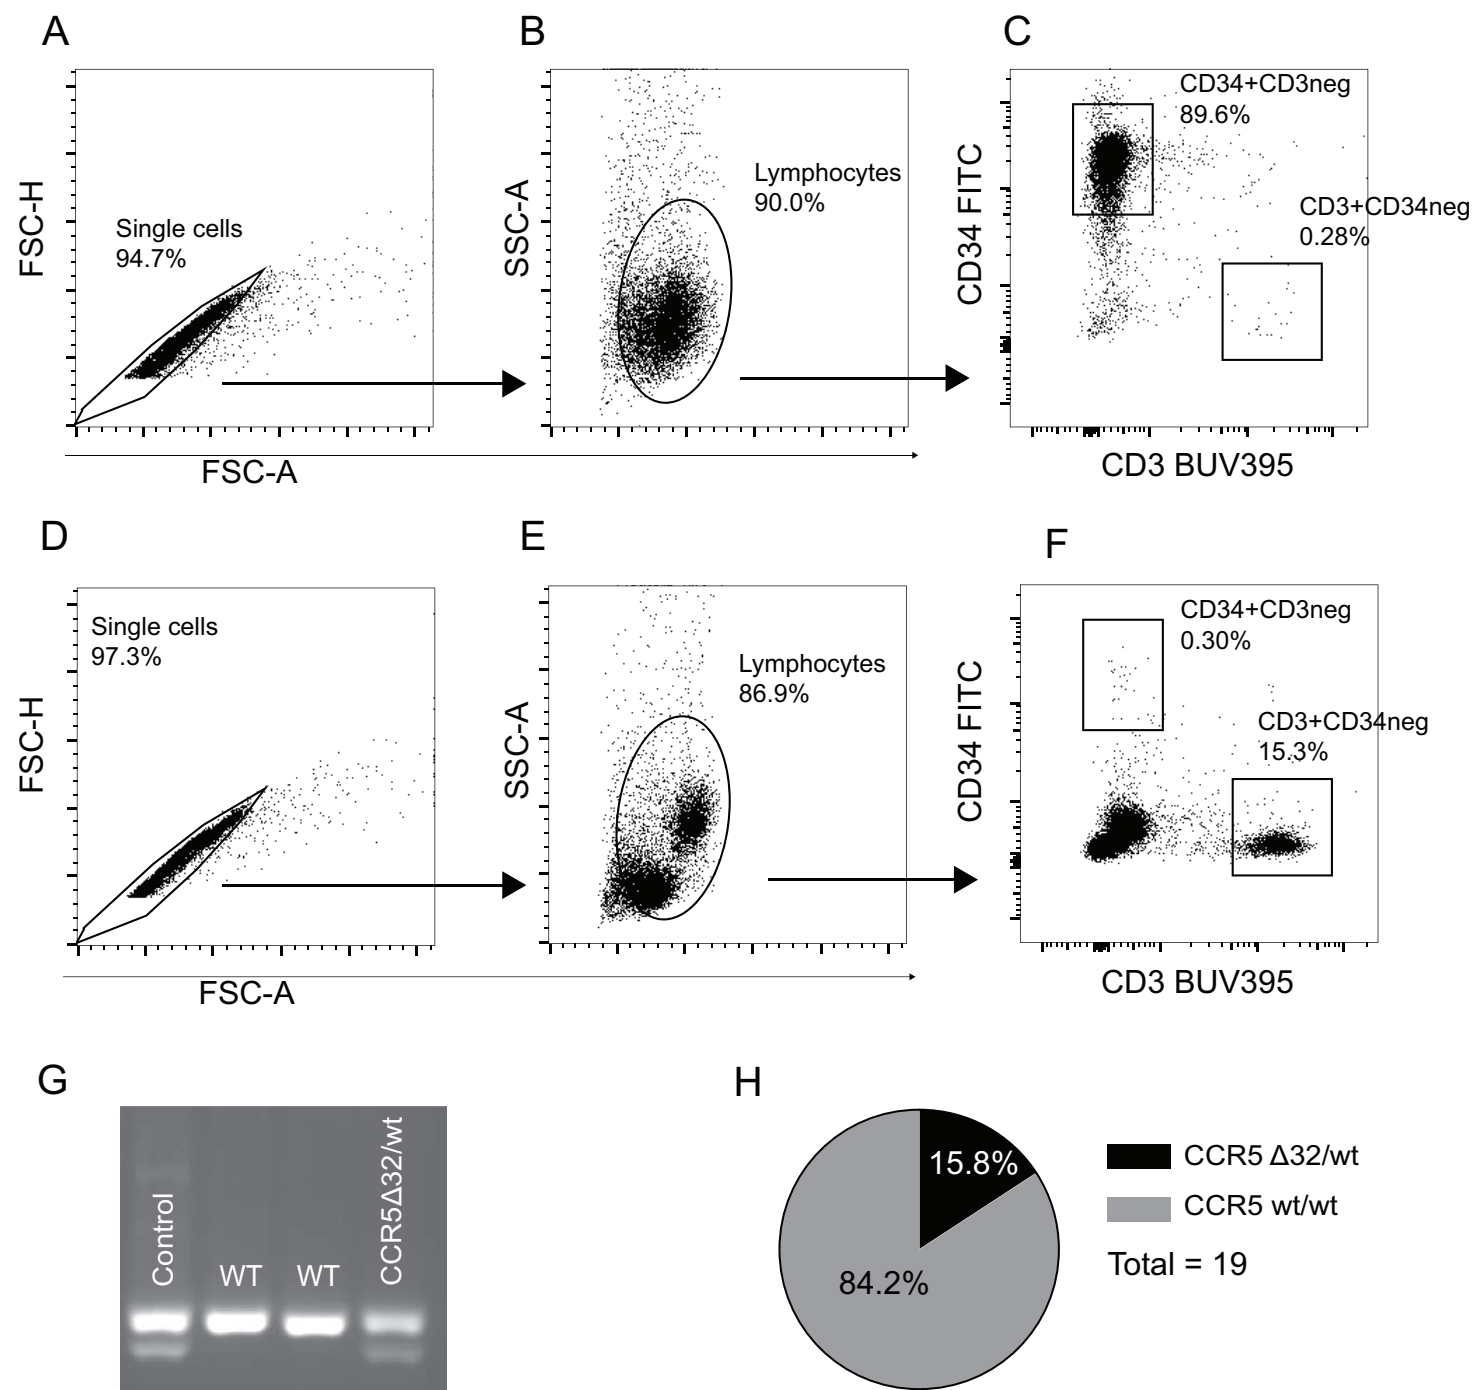 A
B
C
FSC-H
Single cells
94.7%
SSC-A
Lymphocytes
90.0%
CD34 FITC
CD34+CD3neg
89.6%
CD3+CD34neg
0.28%
FSC-A
CD3 BUV395
D
E
F
FSC-H
Single cells
97.3%
SSC-A
Lymphocytes
86.9%
CD34 FITC
CD34+CD3neg
0.30%
CD3+CD34neg
15.3%
FSC-A
CD3 BUV395
G
Control
WT
WT
CCR5Δ32/wt
H
15.8%
84.2%
CCR5 Δ32/wt
CCR5 wt/wt
Total = 19